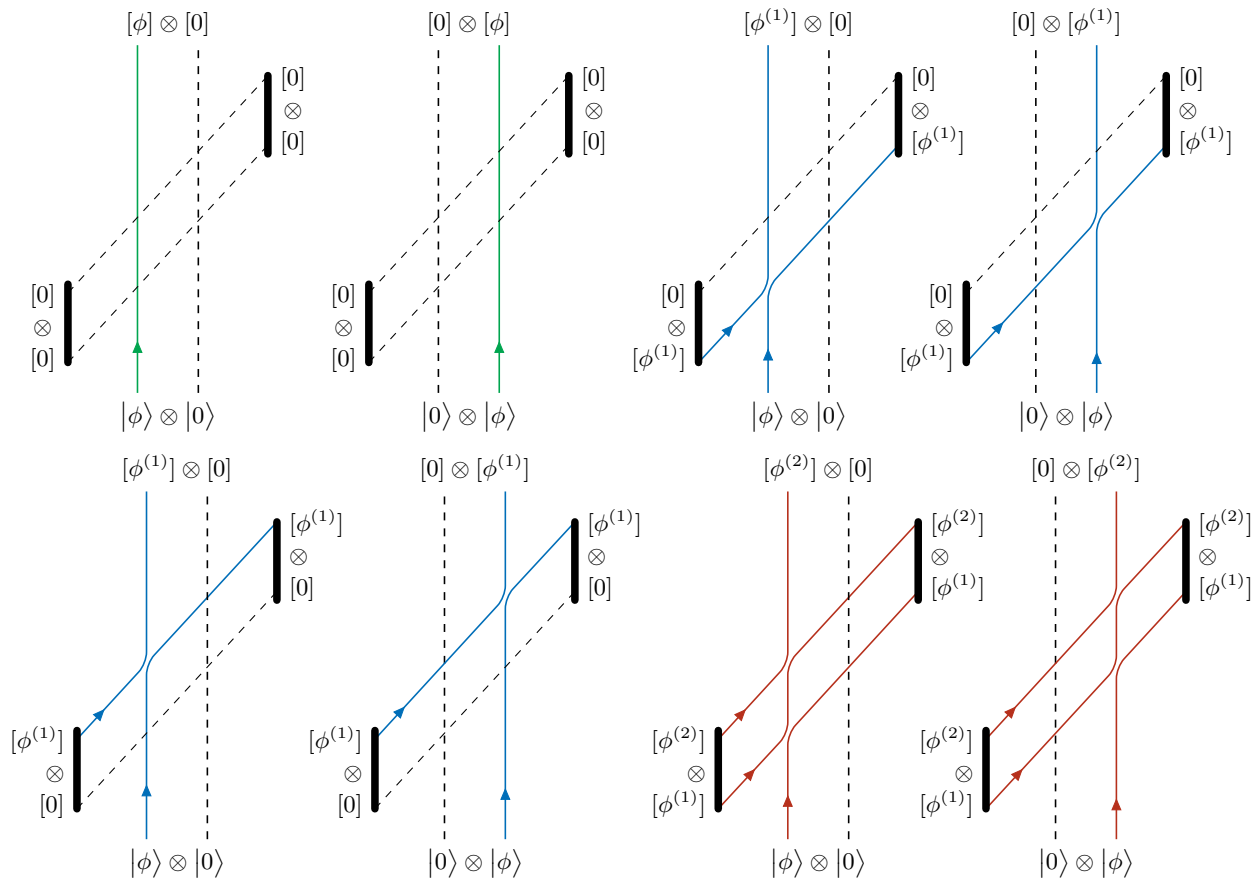 [ϕ] ⊗ [0]
[0]
⊗
[0]
[0]
⊗
[0]
|ϕ⟩ ⊗ |0⟩
[0] ⊗ [ϕ]
[0]
⊗
[0]
[0]
⊗
[0]
|0⟩ ⊗ |ϕ⟩
[ϕ⁽¹⁾] ⊗ [0]
[0]
⊗
[ϕ⁽¹⁾]
[0]
⊗
[ϕ⁽¹⁾]
|ϕ⟩ ⊗ |0⟩
[0] ⊗ [ϕ⁽¹⁾]
[0]
⊗
[ϕ⁽¹⁾]
[0]
⊗
[ϕ⁽¹⁾]
|0⟩ ⊗ |ϕ⟩
[ϕ⁽¹⁾] ⊗ [0]
[ϕ⁽¹⁾]
⊗
[0]
[ϕ⁽¹⁾]
⊗
[0]
|ϕ⟩ ⊗ |0⟩
[0] ⊗ [ϕ⁽¹⁾]
[ϕ⁽¹⁾]
⊗
[0]
[ϕ⁽¹⁾]
⊗
[0]
|0⟩ ⊗ |ϕ⟩
[ϕ⁽²⁾] ⊗ [0]
[ϕ⁽²⁾]
⊗
[ϕ⁽¹⁾]
[ϕ⁽²⁾]
⊗
[ϕ⁽¹⁾]
|ϕ⟩ ⊗ |0⟩
[0] ⊗ [ϕ⁽²⁾]
[ϕ⁽²⁾]
⊗
[ϕ⁽¹⁾]
[ϕ⁽²⁾]
⊗
[ϕ⁽¹⁾]
|0⟩ ⊗ |ϕ⟩